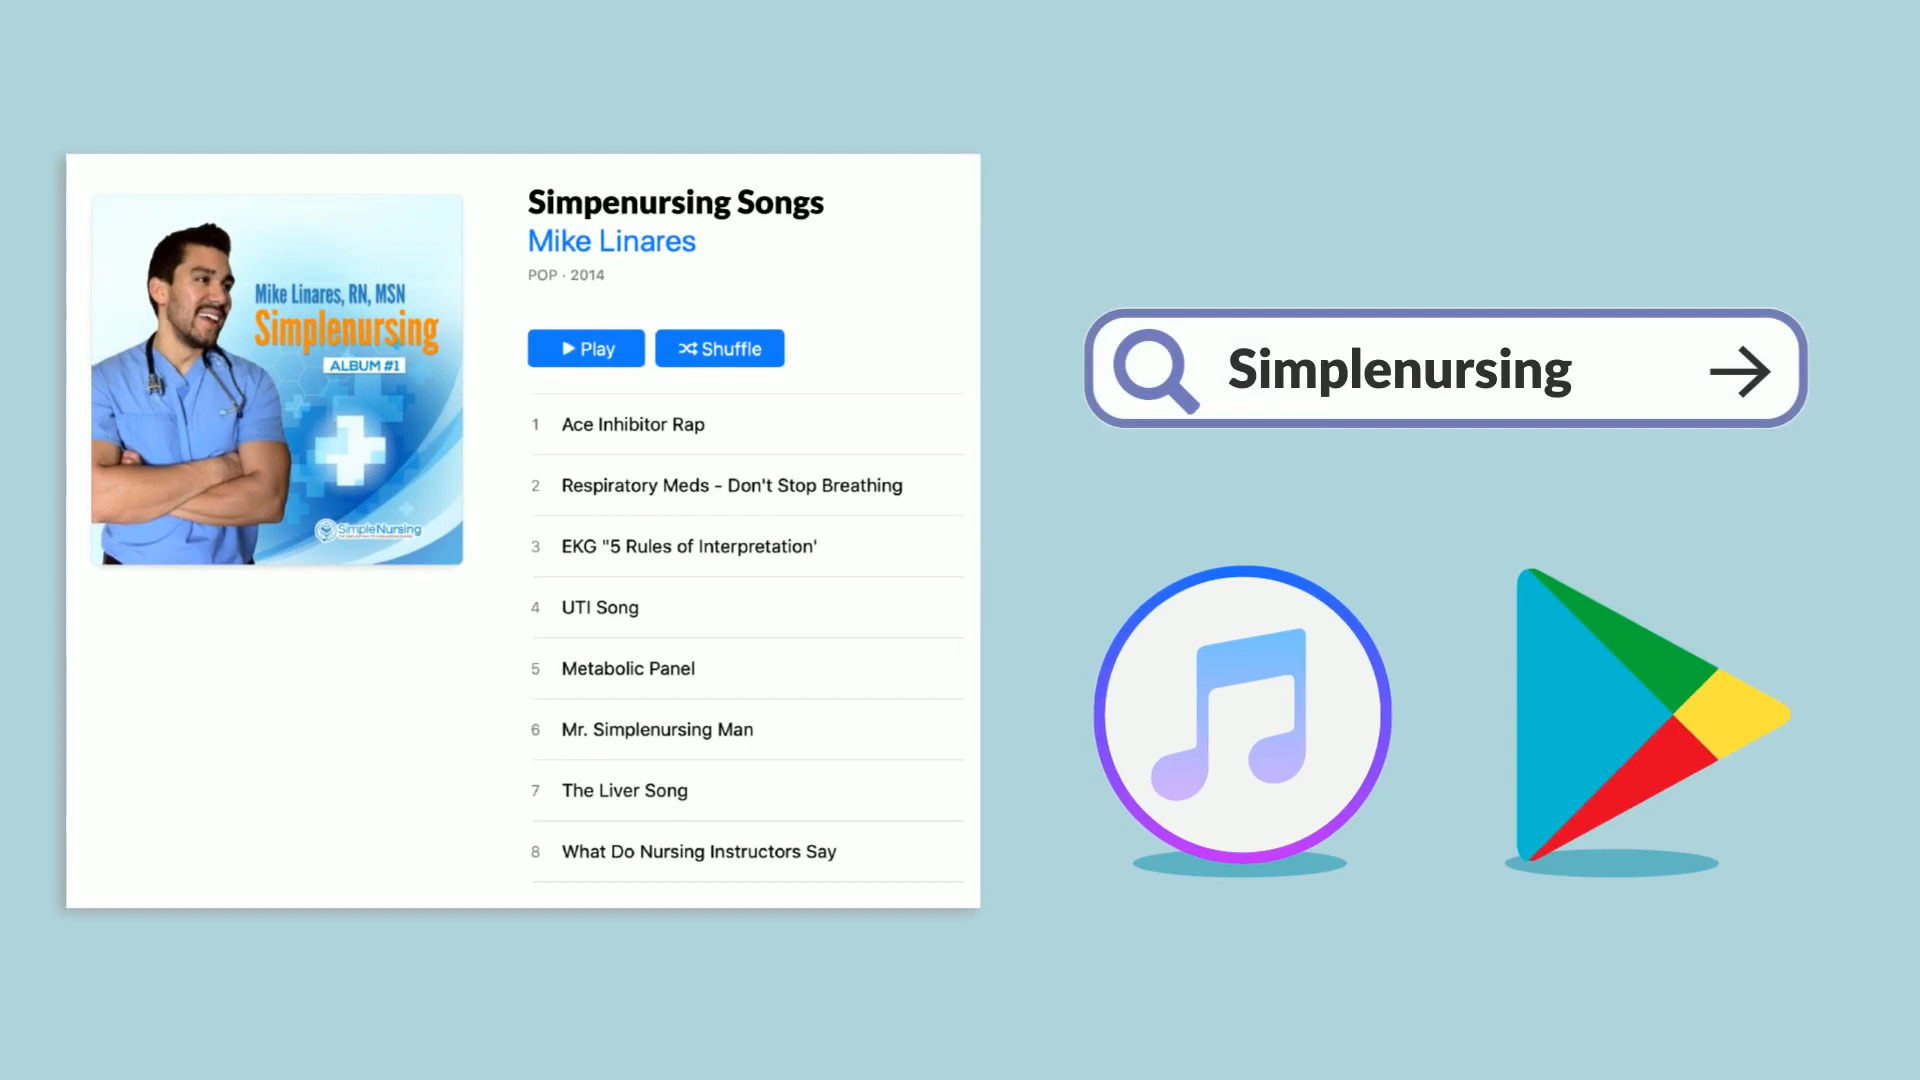 Mike Linares, RN, MSN
Simplenursing
ALBUM #1
SimpleNursing
Simpenursing Songs
Mike Linares
POP · 2014
Play
Shuffle
1 Ace Inhibitor Rap
2 Respiratory Meds - Don't Stop Breathing
3 EKG "5 Rules of Interpretation'
4 UTI Song
5 Metabolic Panel
6 Mr. Simplenursing Man
7 The Liver Song
8 What Do Nursing Instructors Say
Simplenursing